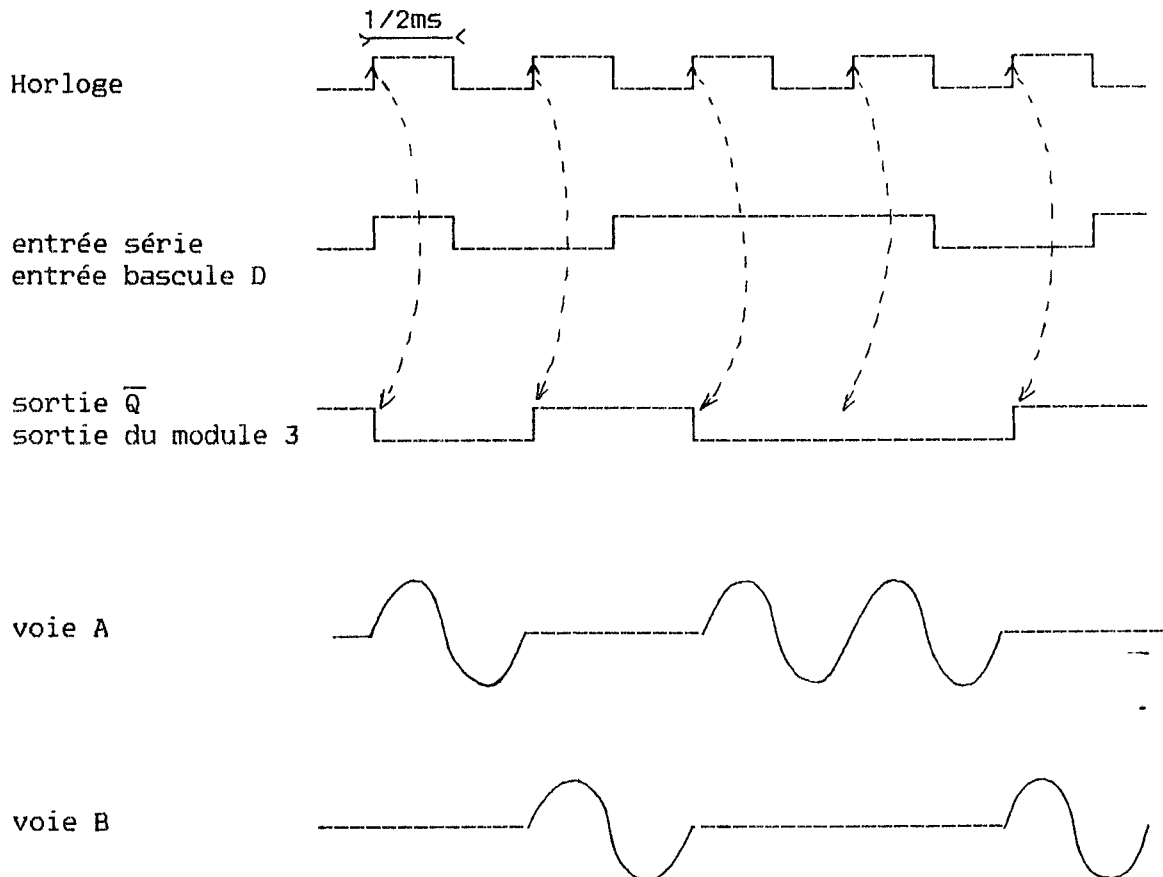 1/2ms
Horloge
entrée série
entrée bascule D
sortie Q̅
sortie du module 3
voie A
voie B